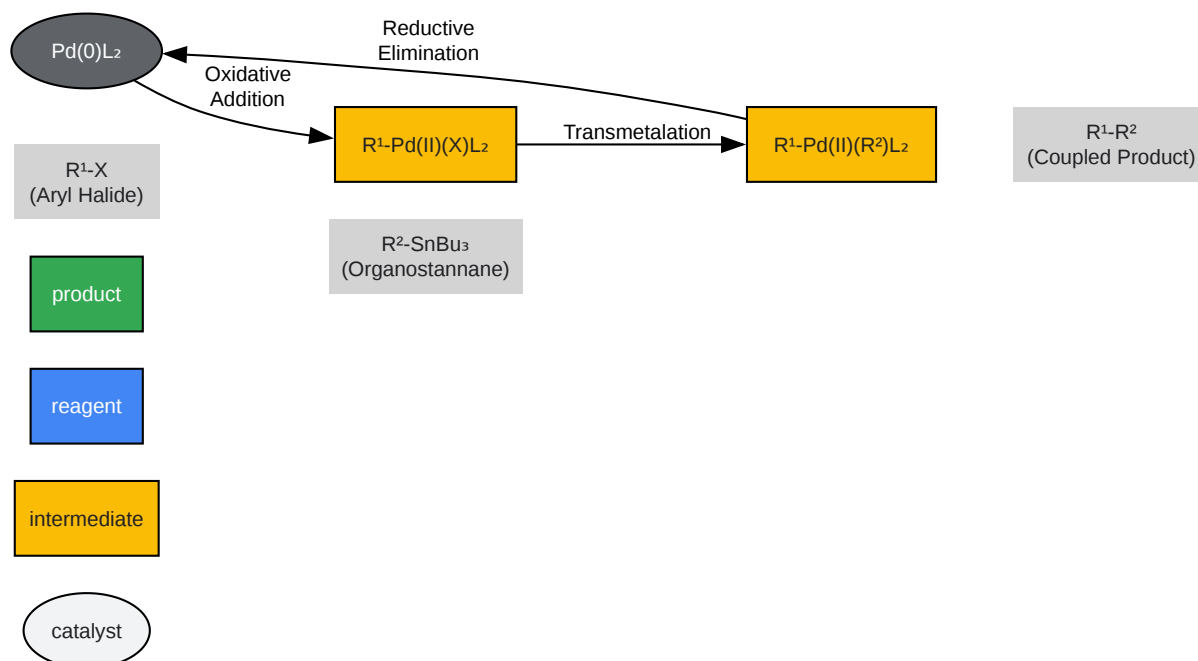 Pd(0)L₂
Reductive
Elimination
Oxidative
Addition
R¹-Pd(II)(X)L₂
Transmetalation
R¹-Pd(II)(R²)L₂
R¹-R²
(Coupled Product)
R¹-X
(Aryl Halide)
R²-SnBu₃
(Organostannane)
product
reagent
intermediate
catalyst